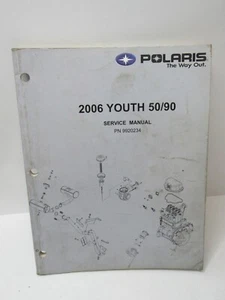 POLARIS
The Way Out.
2006 YOUTH 50/90
SERVICE MANUAL
PN 9920234